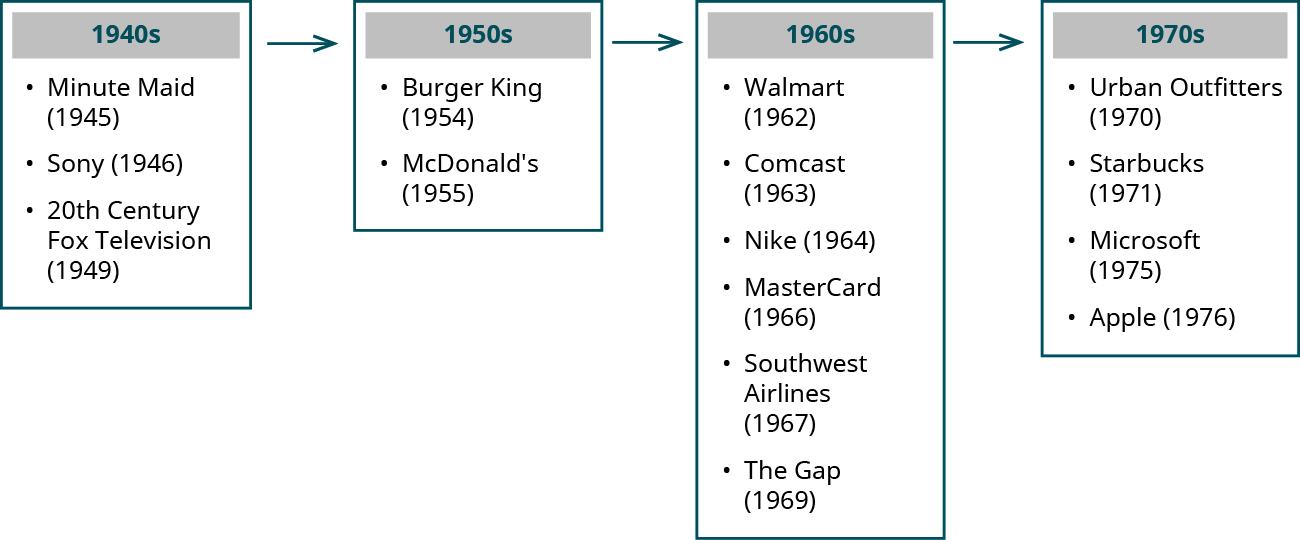 1940s
• Minute Maid
(1945)
• Sony (1946)
• 20th Century
Fox Television
(1949)
1950s
• Burger King
(1954)
• McDonald's
(1955)
1960s
• Walmart
(1962)
• Comcast
(1963)
• Nike (1964)
• MasterCard
(1966)
• Southwest
Airlines
(1967)
• The Gap
(1969)
1970s
• Urban Outfitters
(1970)
• Starbucks
(1971)
• Microsoft
(1975)
• Apple (1976)